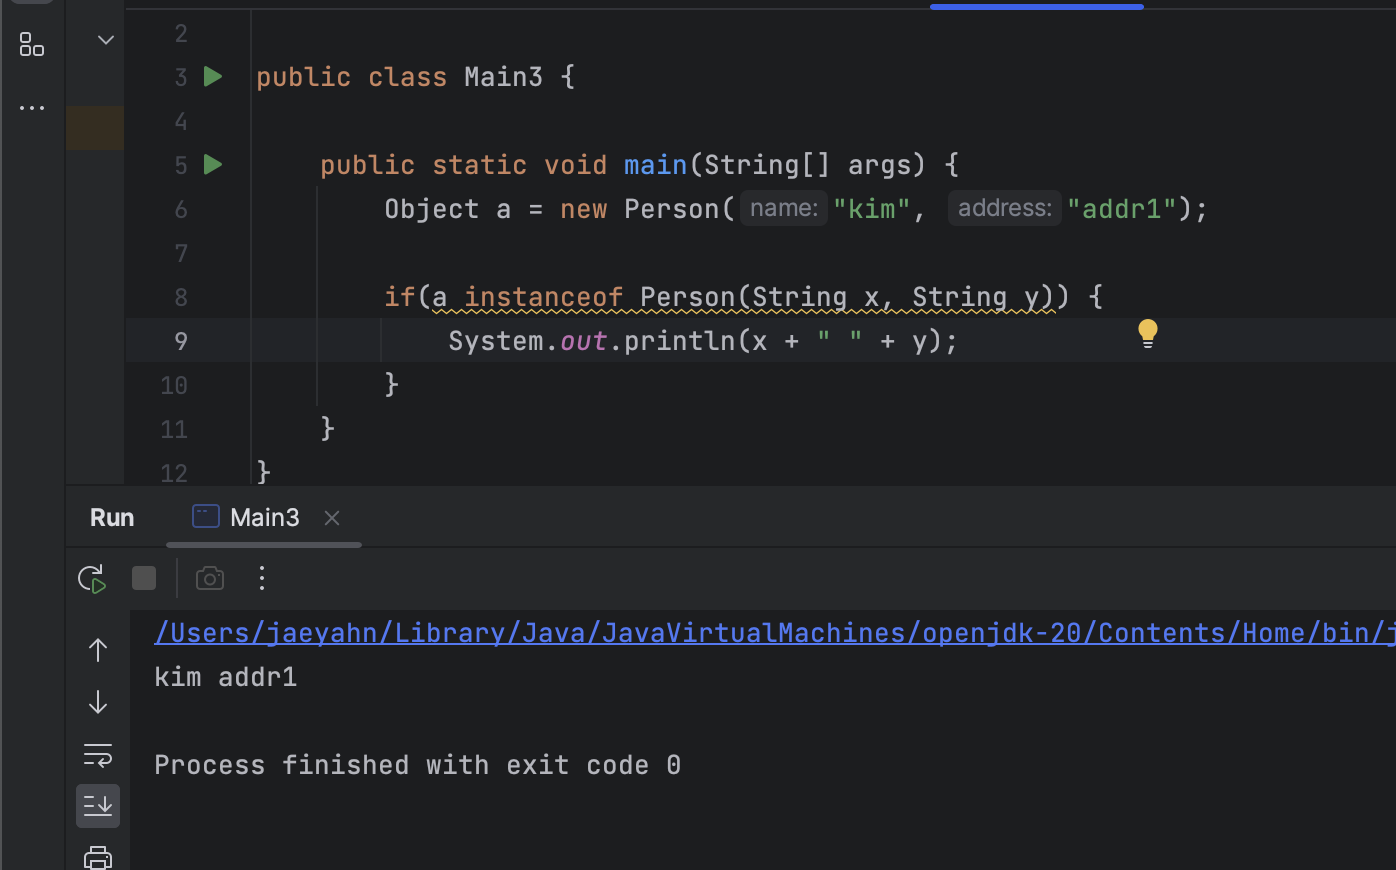 2
3 public class Main3 {
4
5 public static void main(String[] args) {
6 Object a = new Person( name: "kim", address: "addr1");
7
8 if(a instanceof Person(String x, String y)) {
9 System.out.println(x + " " + y);
10 }
11 }
12 }
Run Main3
/Users/jaeyahn/Library/Java/JavaVirtualMachines/openjdk-20/Contents/Home/bin/j
kim addr1
Process finished with exit code 0